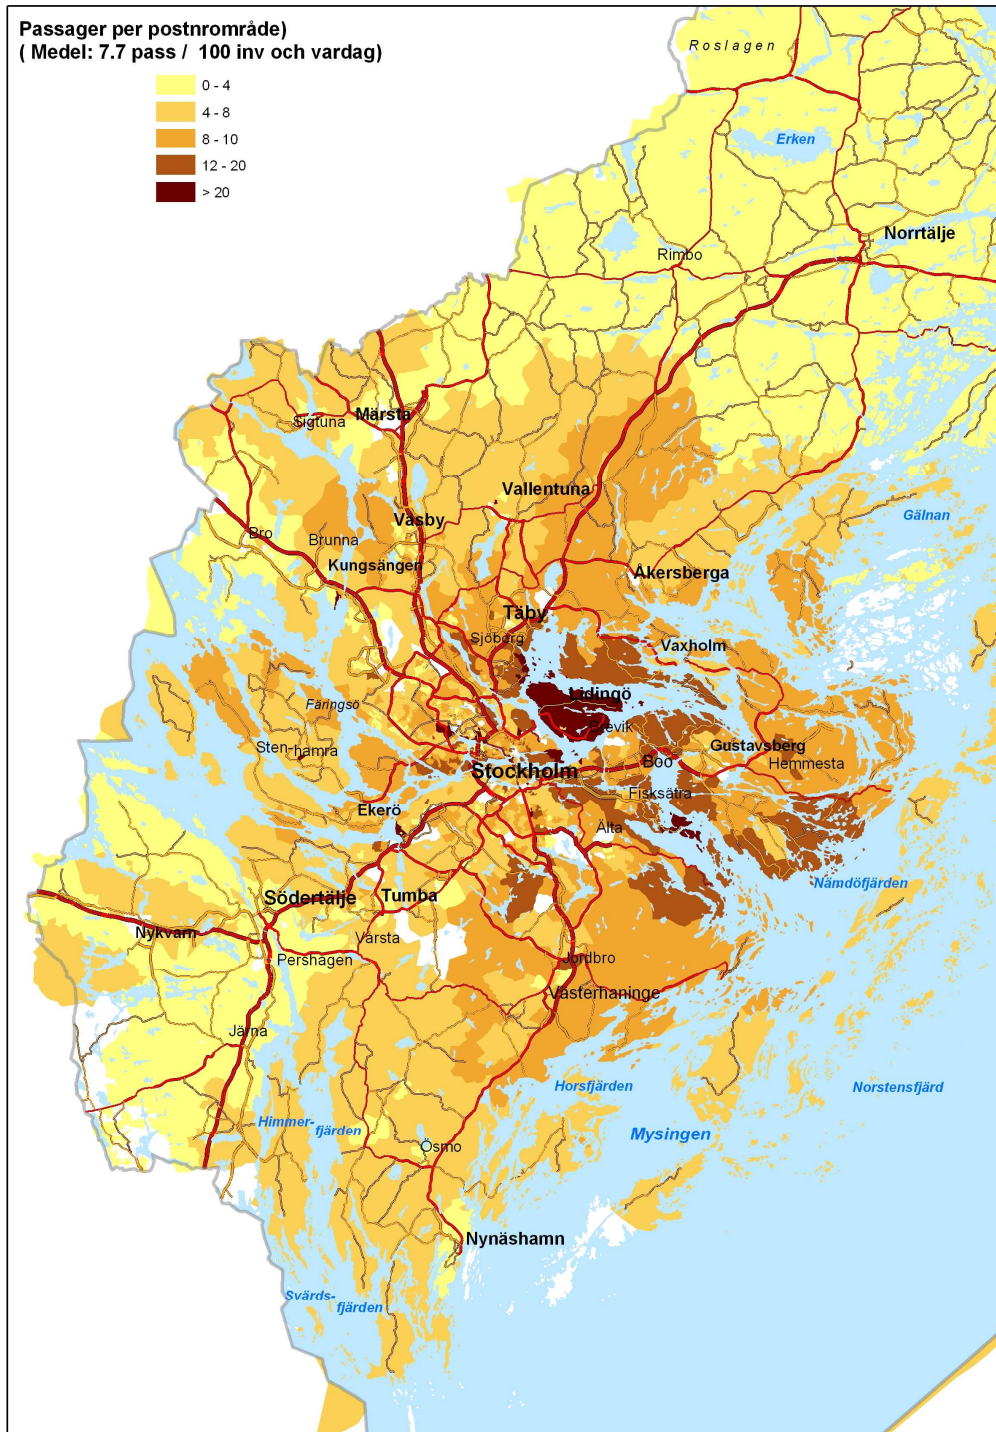 Passager per postnrområde)
( Medel: 7.7 pass / 100 inv och vardag)
0 - 4
4 - 8
8 - 10
12 - 20
> 20
Roslagen
Erken
Norrtälje
Rimbo
Märsta
Sigtuna
Vallentuna
Gälnan
Väsby
Bro
Brunna
Kungsängen
Åkersberga
Täby
Sjöberg
Vaxholm
Lidingö
Färingsö
Brevik
Sten-hamra
Gustavsberg
Boo
Hemmesta
Stockholm
Fisksätra
Ekerö
Älta
Nämdöfjärden
Södertälje
Tumba
Nykvarn
Vårsta
Pershagen
Jordbro
Västerhaninge
Järna
Horsfjärden
Norstensfjärd
Himmer-
fjärden
Mysingen
Ösmo
Nynäshamn
Svärds-
fjärden